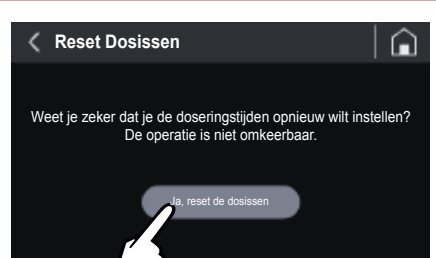 Reset Dosissen
Weet je zeker dat je de doseringstijden opnieuw wilt instellen?
De operatie is niet omkeerbaar.
Ja, reset de dosissen